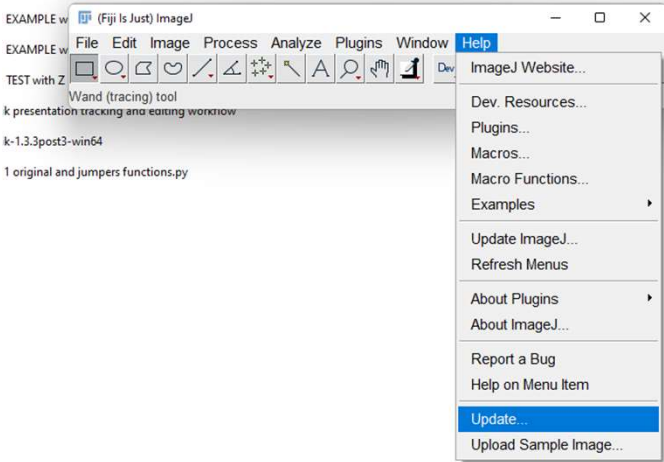 EXAMPLE w
(Fiji Is Just) ImageJ
EXAMPLE w
File Edit Image Process Analyze Plugins Window Help
TEST with Z
A
Dev
Wand (tracing) tool
k presentation tracking and editing workflow
k-1.3.3post3-win64
1 original and jumpers functions.py
ImageJ Website...
Dev. Resources...
Plugins...
Macros...
Macro Functions...
Examples
Update ImageJ...
Refresh Menus
About Plugins
About ImageJ...
Report a Bug
Help on Menu Item
Update...
Upload Sample Image...